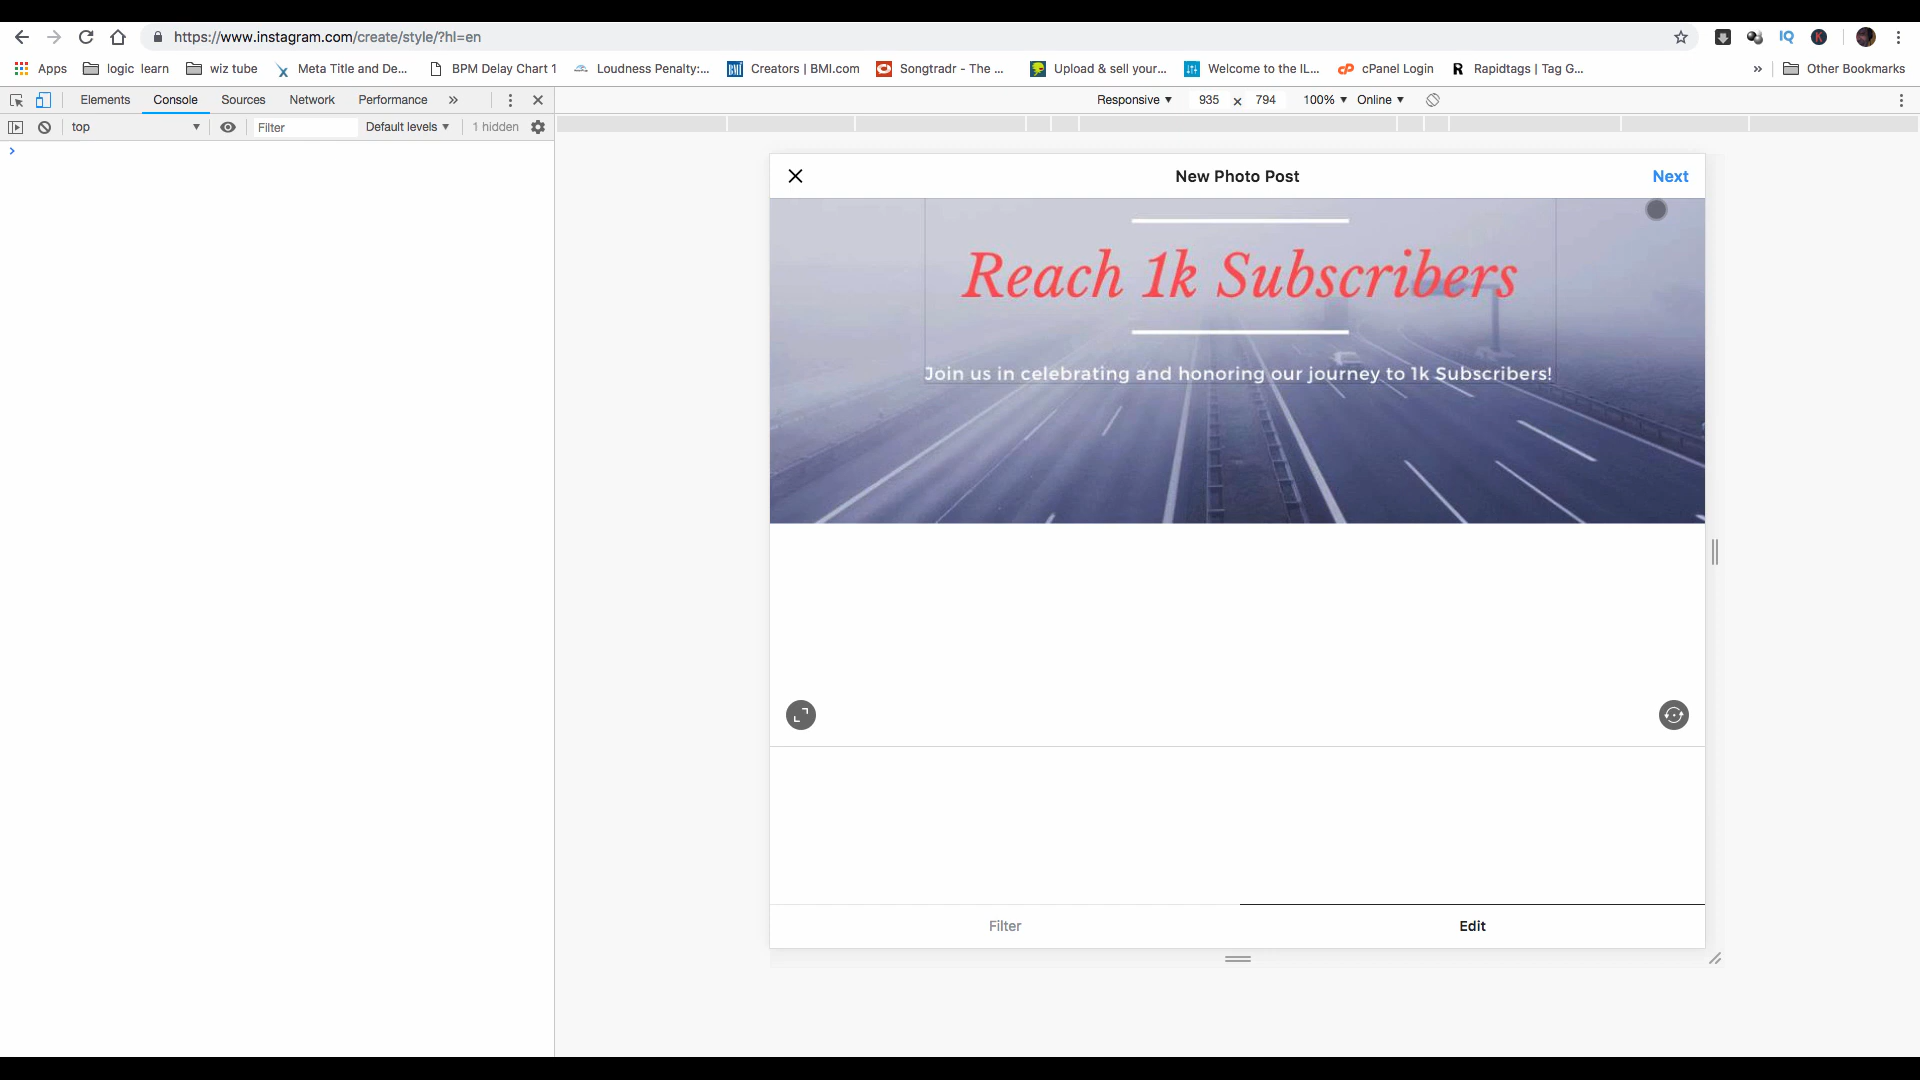 https://www.instagram.com/create/style/?hl=en
IQ
K
Apps
logic learn
wiz tube
Meta Title and De...
BPM Delay Chart 1
Loudness Penalty:...
BMI
Creators | BMI.com
Songtradr - The ...
Upload & sell your...
Welcome to the IL...
cP
cPanel Login
R
Rapidtags | Tag G...
»
Other Bookmarks
Elements
Console
Sources
Network
Performance
»
Responsive
935
x
794
100%
Online
top
Filter
Default levels
1 hidden
New Photo Post
Next
Reach 1k Subscribers
Join us in celebrating and honoring our journey to 1k Subscribers!
Filter
Edit